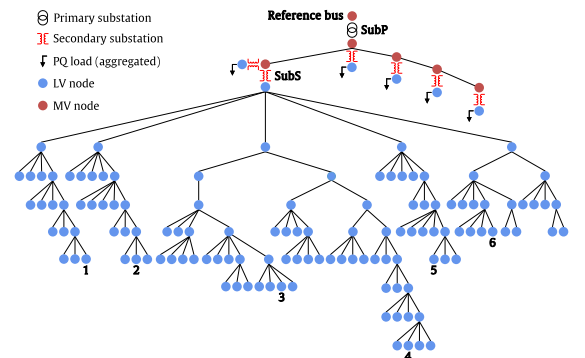 Reference bus
Primary substation
SubP
Secondary substation
PQ load (aggregated)
SubS
LV node
MV node
6
1
2
5
3
4